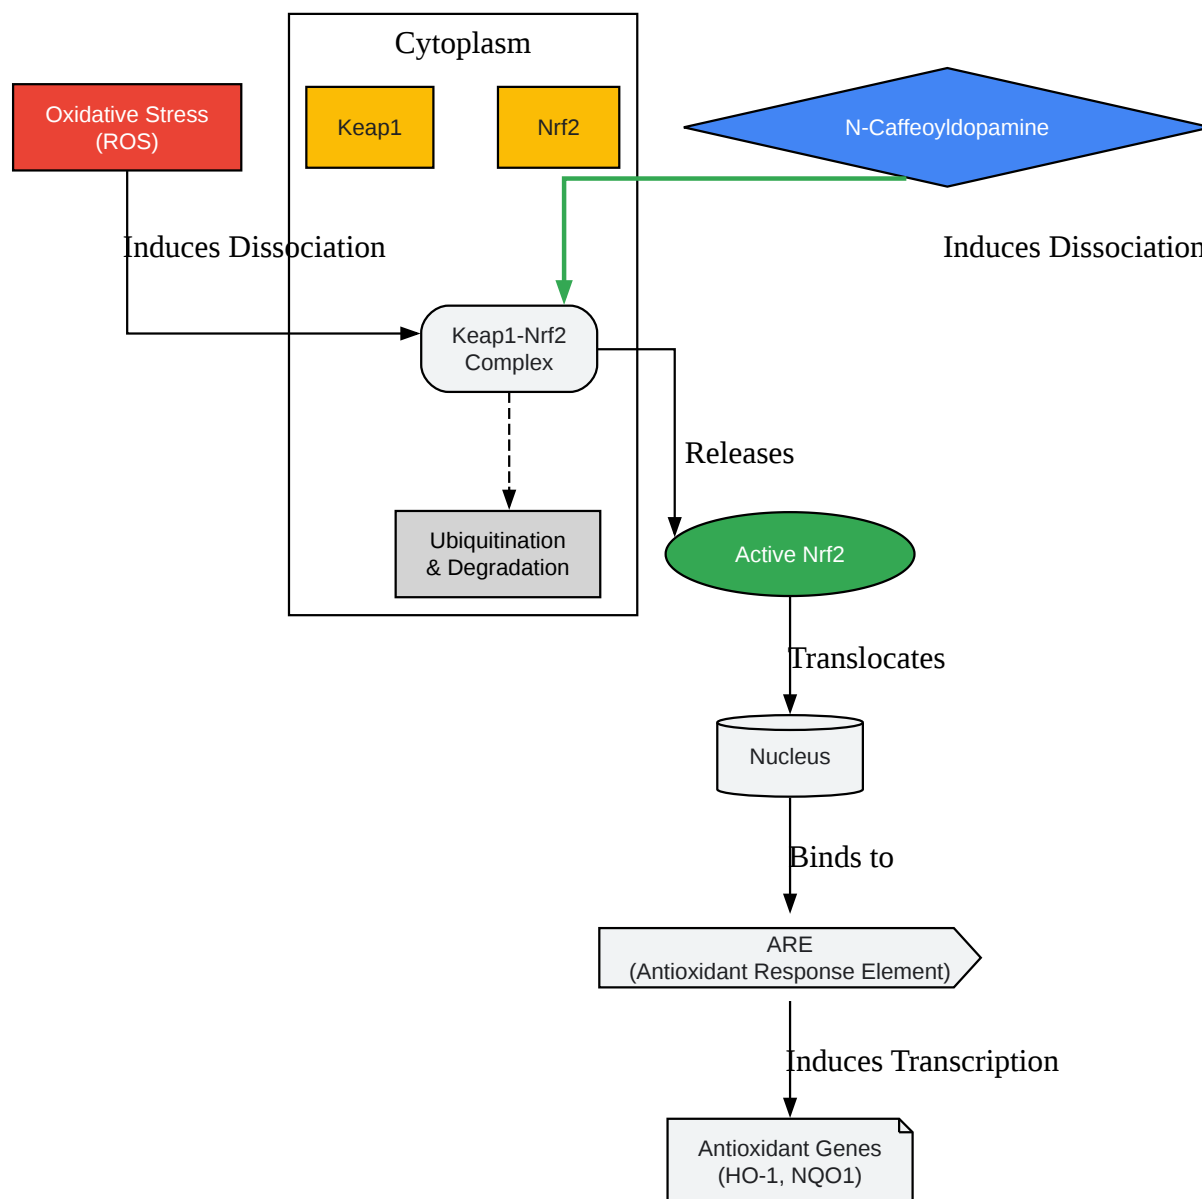 Cytoplasm
Oxidative Stress
(ROS)
Keap1
Nrf2
N-Caffeoyldopamine
Induces Dissociation
Induces Dissociation
Keap1-Nrf2
Complex
Releases
Ubiquitination
& Degradation
Active Nrf2
Translocates
Nucleus
Binds to
ARE
(Antioxidant Response Element)
Induces Transcription
Antioxidant Genes
(HO-1, NQO1)